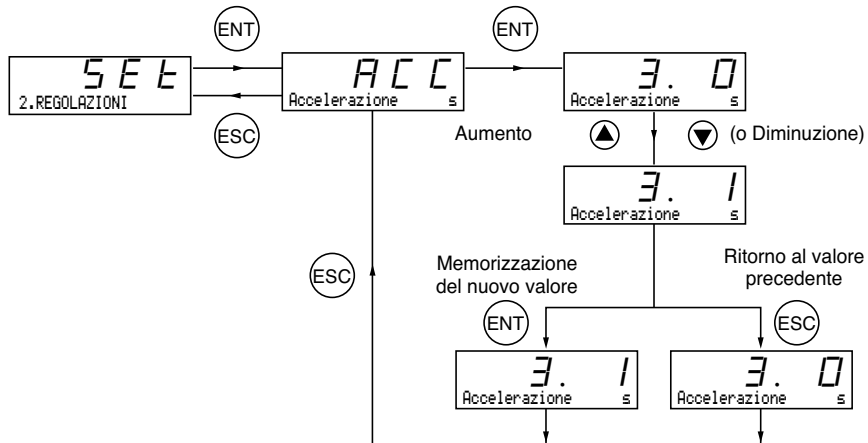 ENT
ENT
SEt
2.REGOLAZIONI
ACC
Accelerazione s
3. 0
Accelerazione s
ESC
Aumento
(o Diminuzione)
3. 1
Accelerazione s
ESC
Memorizzazione
del nuovo valore
Ritorno al valore
precedente
ENT
ESC
3. 1
Accelerazione s
3. 0
Accelerazione s